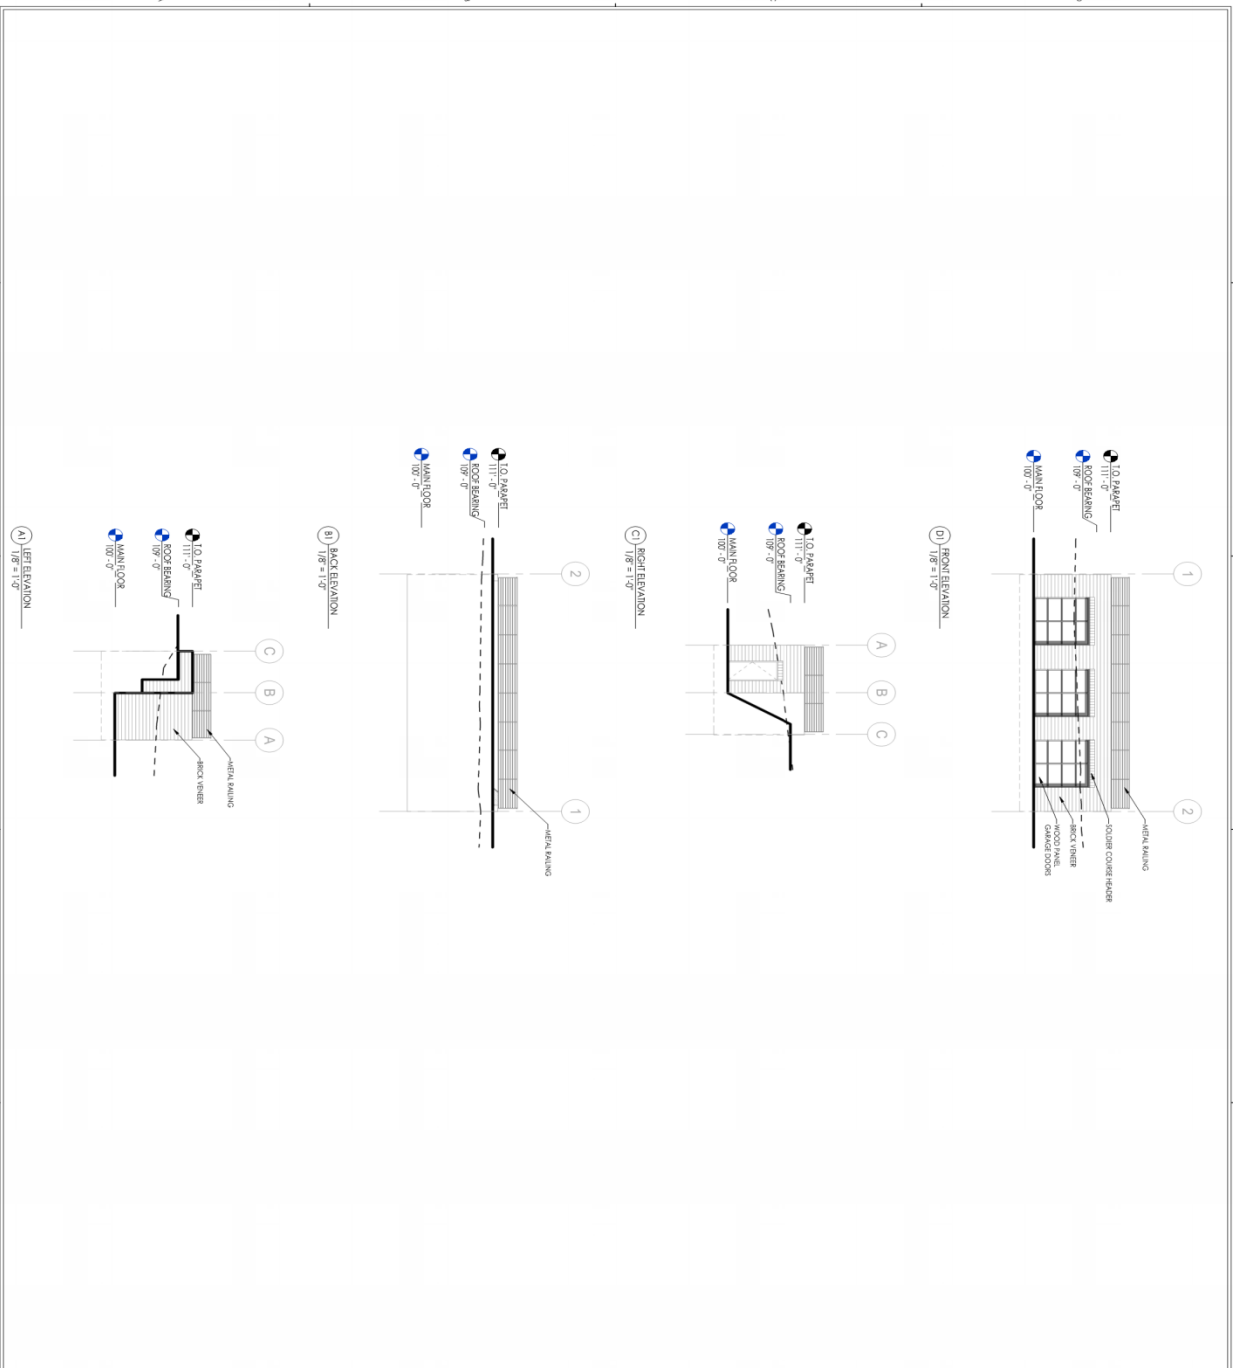 1
2
T.O. PARAPET
111' - 0"
ROOF BEARING
109' - 0"
MAIN FLOOR
100' - 0"
METAL RAILING
SOLDIER COURSE HEADER
BRICK VENEER
WOOD PANEL
GARAGE DOORS
D1
FRONT ELEVATION
1/8" = 1'-0"
A
B
C
T.O. PARAPET
111' - 0"
ROOF BEARING
109' - 0"
MAIN FLOOR
100' - 0"
C1
RIGHT ELEVATION
1/8" = 1'-0"
2
1
T.O. PARAPET
111' - 0"
ROOF BEARING
109' - 0"
MAIN FLOOR
100' - 0"
METAL RAILING
B1
BACK ELEVATION
1/8" = 1'-0"
C
B
A
T.O. PARAPET
111' - 0"
ROOF BEARING
109' - 0"
MAIN FLOOR
100' - 0"
METAL RAILING
BRICK VENEER
A1
LEFT ELEVATION
1/8" = 1'-0"